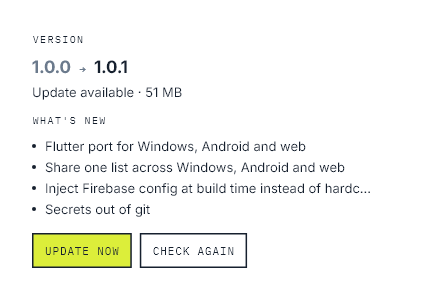 VERSION
1.0.0 → 1.0.1
Update available · 51 MB
WHAT'S NEW
• Flutter port for Windows, Android and web
• Share one list across Windows, Android and web
• Inject Firebase config at build time instead of hardc...
• Secrets out of git
UPDATE NOW CHECK AGAIN